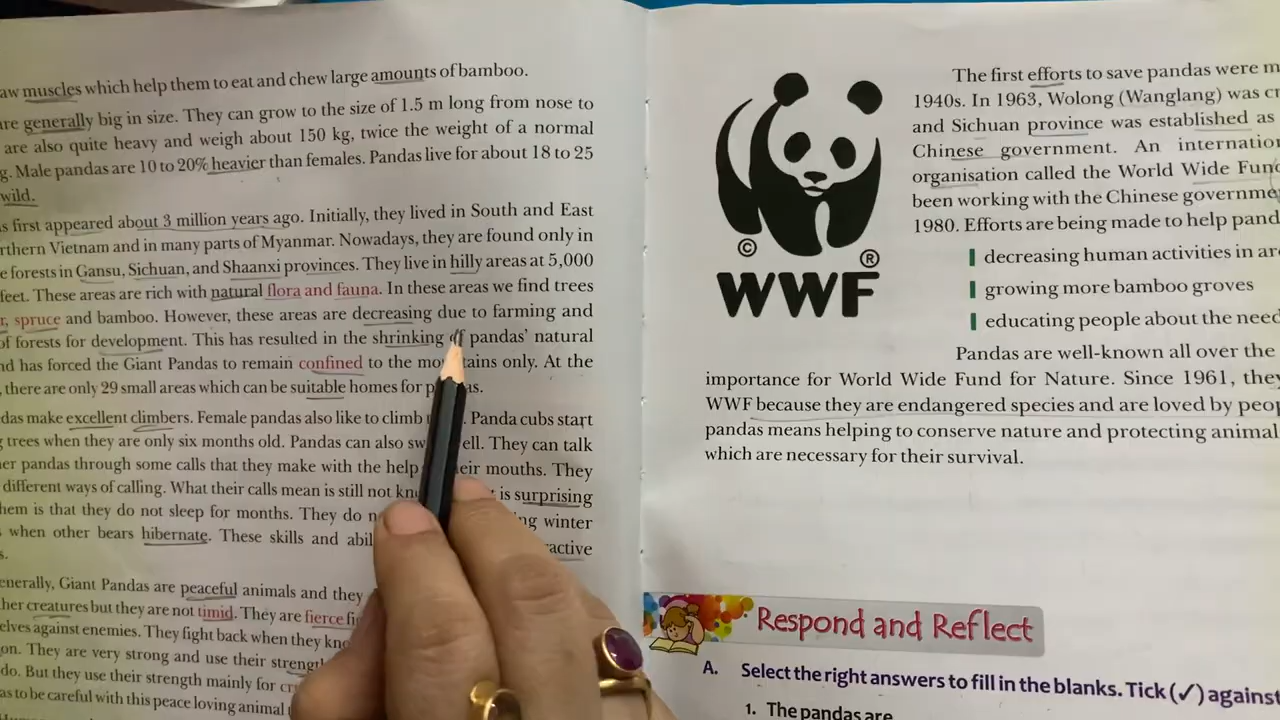 aw muscles which help them to eat and chew large amounts of bamboo.
are generally big in size. They can grow to the size of 1.5 m long from nose to
are also quite heavy and weigh about 150 kg, twice the weight of a normal
g. Male pandas are 10 to 20% heavier than females. Pandas live for about 18 to 25
wild.
s first appeared about 3 million years ago. Initially, they lived in South and East
rthern Vietnam and in many parts of Myanmar. Nowadays, they are found only in
e forests in Gansu, Sichuan, and Shaanxi provinces. They live in hilly areas at 5,000
feet. These areas are rich with natural flora and fauna. In these areas we find trees
r, spruce and bamboo. However, these areas are decreasing due to farming and
of forests for development. This has resulted in the shrinking of pandas' natural
nd has forced the Giant Pandas to remain confined to the mo tains only. At the
, there are only 29 small areas which can be suitable homes for p as.
das make excellent climbers. Female pandas also like to climb Panda cubs start
g trees when they are only six months old. Pandas can also sw ell. They can talk
er pandas through some calls that they make with the help eir mouths. They
different ways of calling. What their calls mean is still not kn t is surprising
hem is that they do not sleep for months. They do n ng winter
s when other bears hibernate. These skills and abil active
s.
enerally, Giant Pandas are peaceful animals and they
her creatures but they are not timid. They are fierce fi
elves against enemies. They fight back when they kno
on. They are very strong and use their strengt
do. But they use their strength mainly for cr
as to be careful with this peace loving animal
© ®
WWF
The first efforts to save pandas were m
1940s. In 1963, Wolong (Wanglang) was cr
and Sichuan province was established as
Chinese government. An internatio
organisation called the World Wide Fund
been working with the Chinese governme
1980. Efforts are being made to help pand
decreasing human activities in are
growing more bamboo groves
educating people about the need
Pandas are well-known all over the
importance for World Wide Fund for Nature. Since 1961, they
WWF because they are endangered species and are loved by peop
pandas means helping to conserve nature and protecting animal
which are necessary for their survival.
Respond and Reflect
A. Select the right answers to fill in the blanks. Tick (✓) against
1. The pandas are